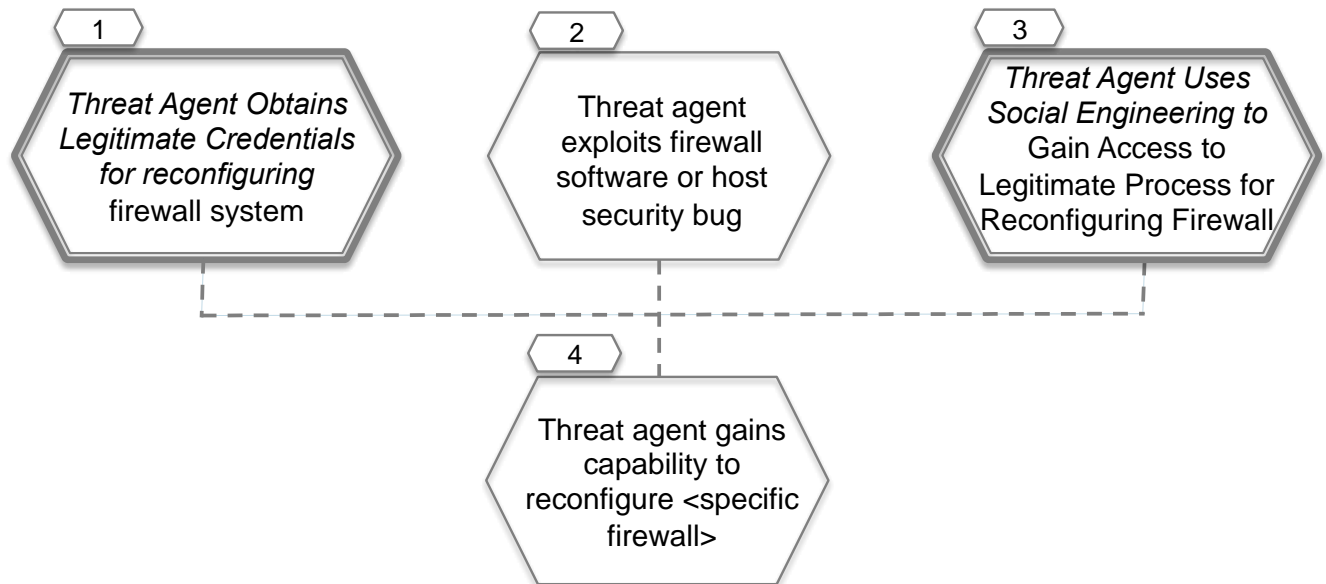 1
Threat Agent Obtains
Legitimate Credentials
for reconfiguring
firewall system
2
Threat agent
exploits firewall
software or host
security bug
3
Threat Agent Uses
Social Engineering to
Gain Access to
Legitimate Process for
Reconfiguring Firewall
4
Threat agent gains
capability to
reconfigure <specific
firewall>